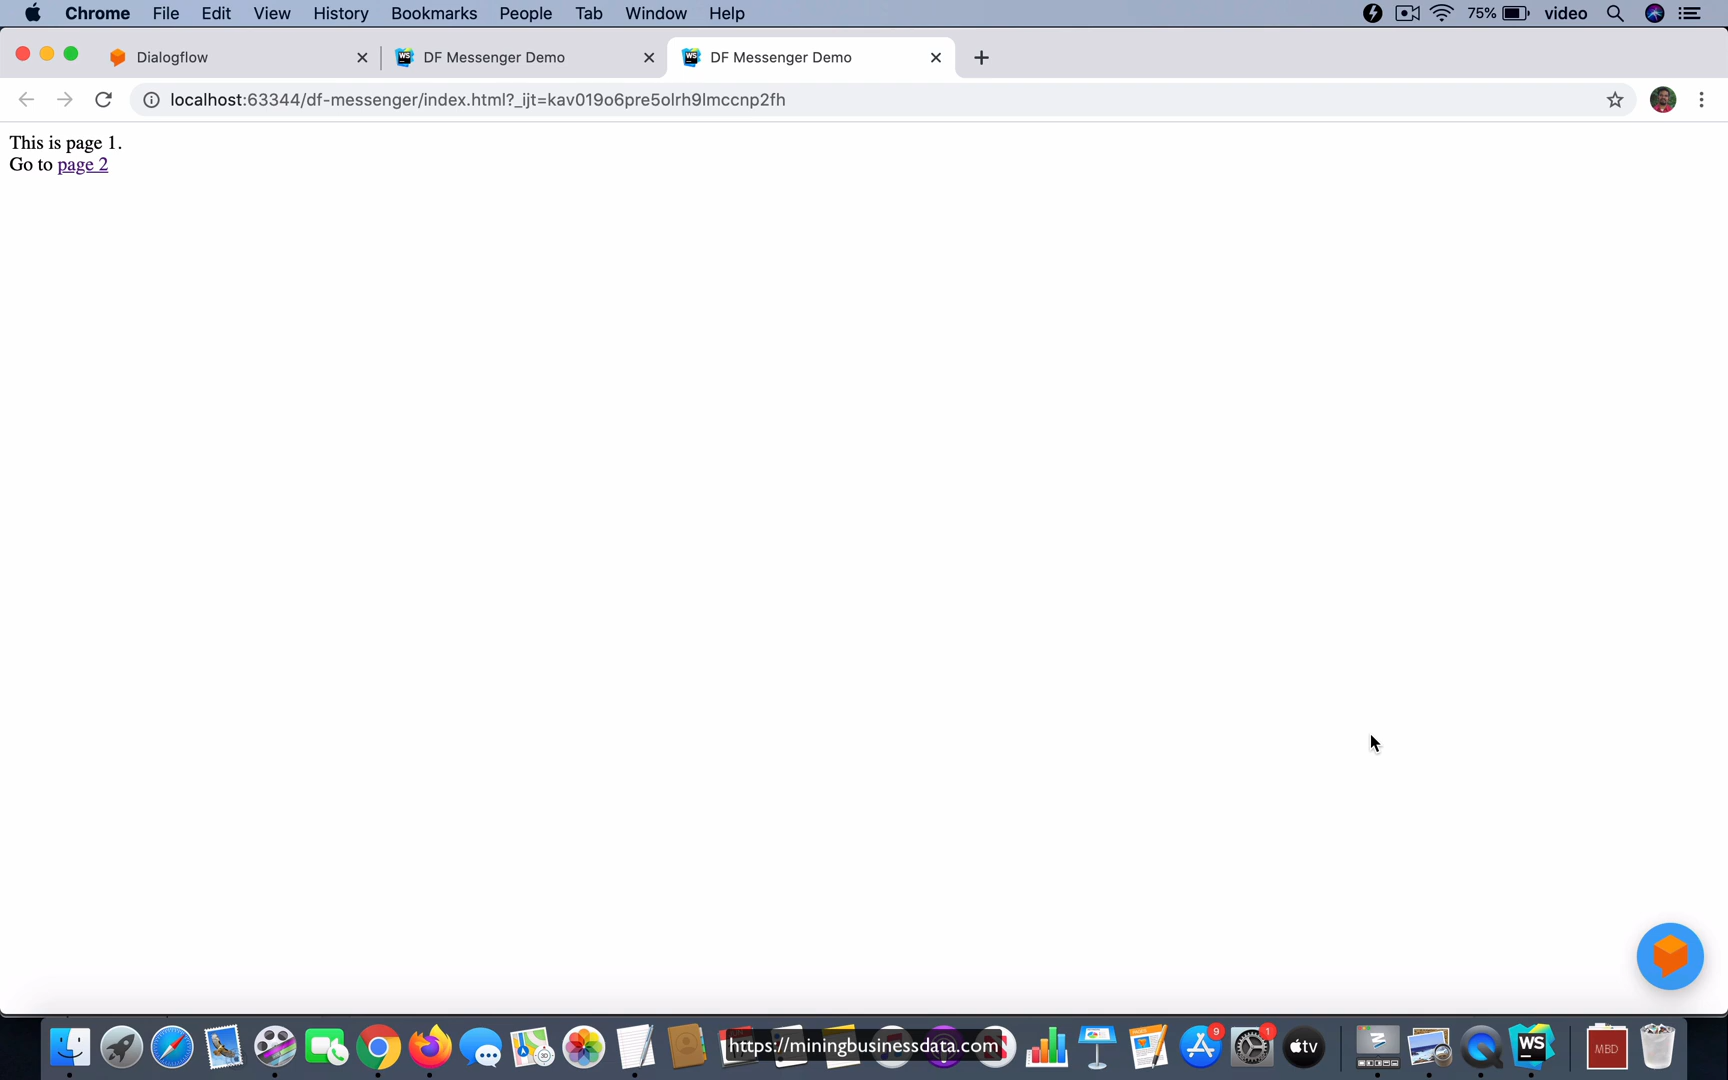 Chrome File Edit View History Bookmarks People Tab Window Help 75% video
Dialogflow
DF Messenger Demo
DF Messenger Demo
localhost:63344/df-messenger/index.html?_ijt=kav019o6pre5olrh9lmccnp2fh
This is page 1.
Go to page 2
https://miningbusinessdata.com
3D
9
1
tv
WS
MBD